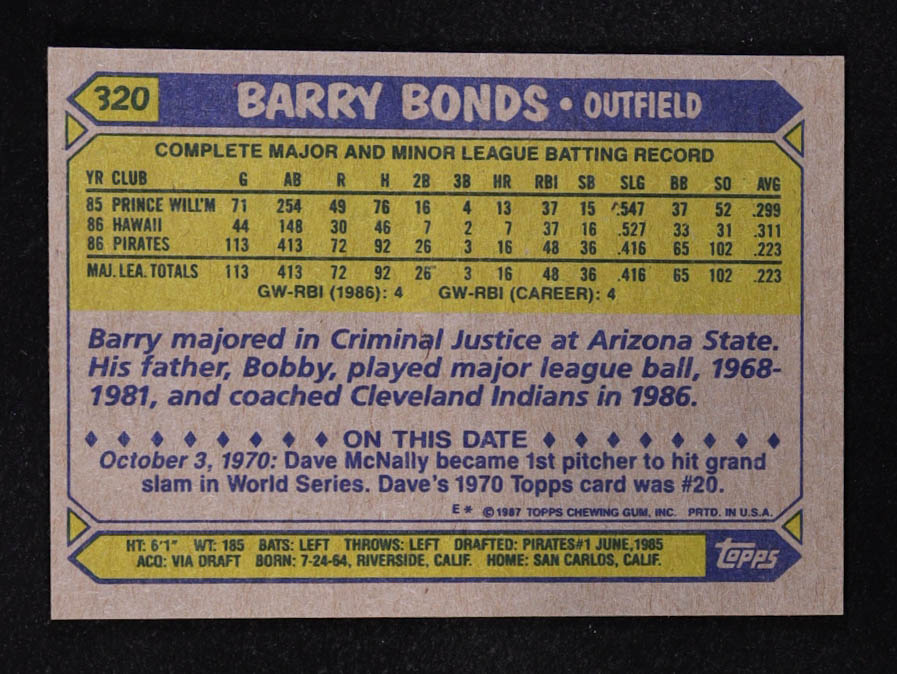 320 BARRY BONDS • OUTFIELD
COMPLETE MAJOR AND MINOR LEAGUE BATTING RECORD
YR CLUB G AB R H 2B 3B HR RBI SB SLG BB SO AVG
85 PRINCE WILL'M 71 254 49 76 16 4 13 37 15 .547 37 52 .299
86 HAWAII 44 148 30 46 7 2 7 37 16 .527 33 31 .311
86 PIRATES 113 413 72 92 26 3 16 48 36 .416 65 102 .223
MAJ. LEA. TOTALS 113 413 72 92 26 3 16 48 36 .416 65 102 .223
GW-RBI (1986): 4 GW-RBI (CAREER): 4
Barry majored in Criminal Justice at Arizona State.
His father, Bobby, played major league ball, 1968-
1981, and coached Cleveland Indians in 1986.
ON THIS DATE
October 3, 1970: Dave McNally became 1st pitcher to hit grand
slam in World Series. Dave's 1970 Topps card was #20.
E* ©1987 TOPPS CHEWING GUM, INC. PRTD. IN U.S.A.
HT: 6'1" WT: 185 BATS: LEFT THROWS: LEFT DRAFTED: PIRATES#1 JUNE,1985
ACQ: VIA DRAFT BORN: 7-24-64, RIVERSIDE, CALIF. HOME: SAN CARLOS, CALIF.
topps